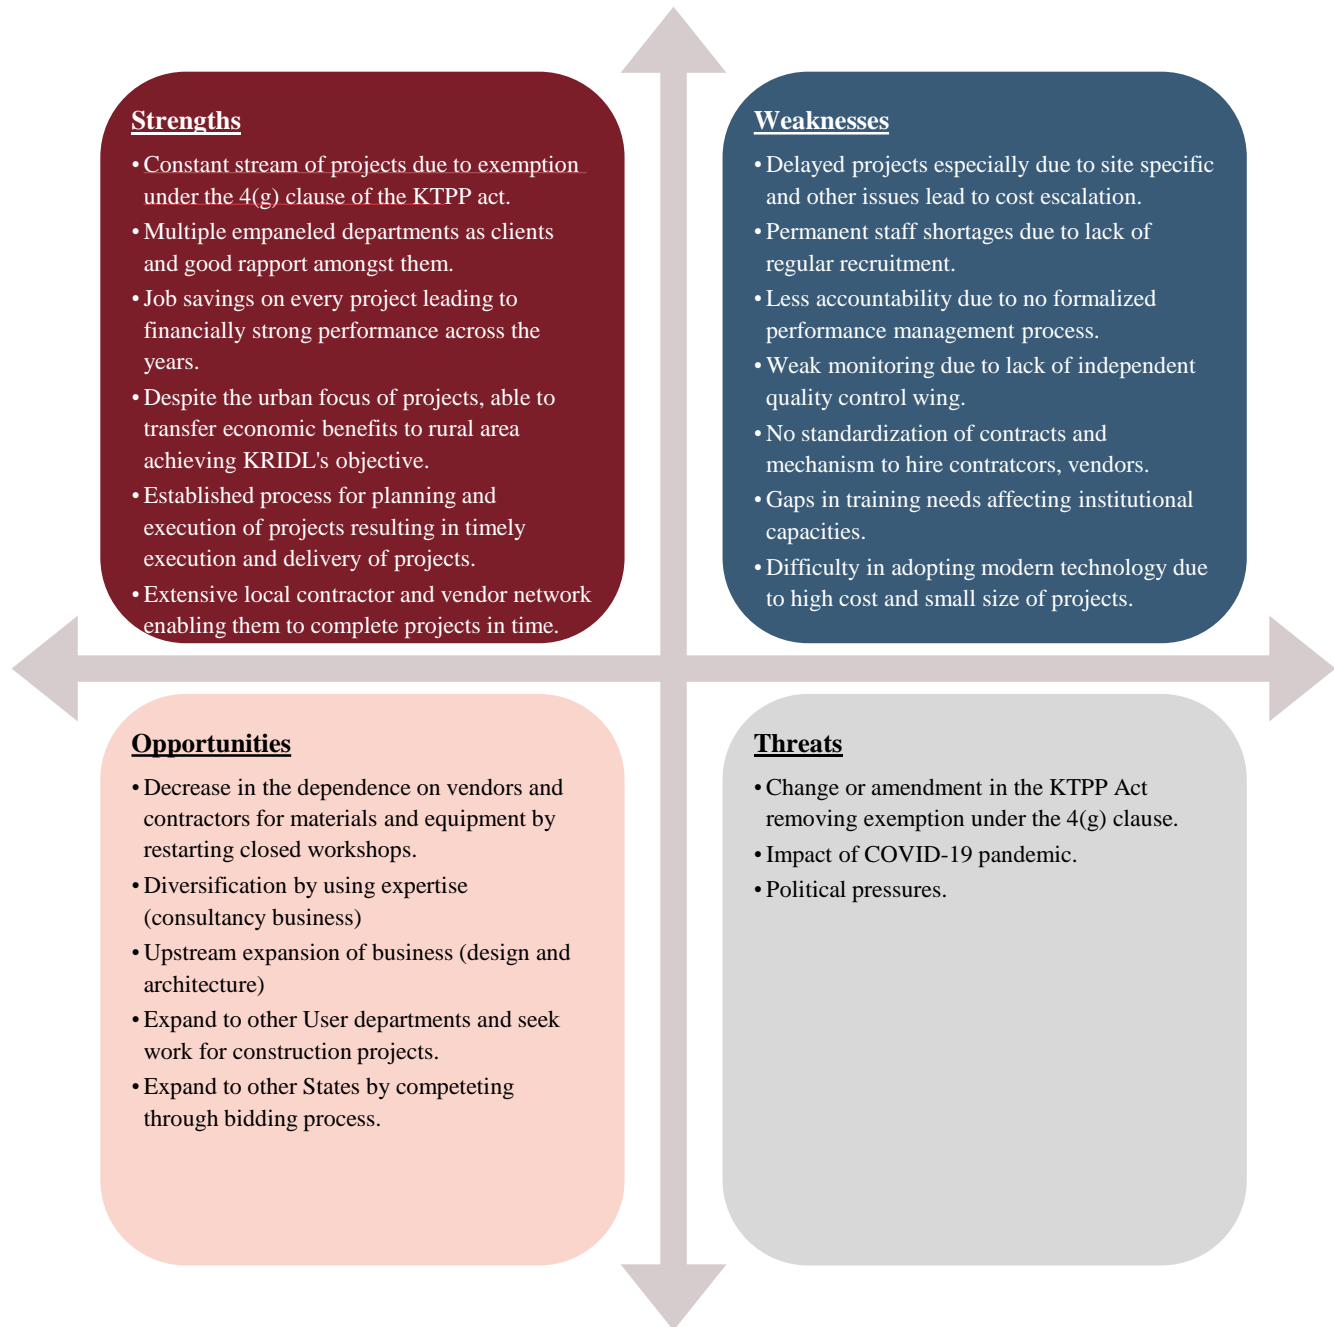 Strengths
• Constant stream of projects due to exemption
under the 4(g) clause of the KTPP act.
• Multiple empaneled departments as clients
and good rapport amongst them.
• Job savings on every project leading to
financially strong performance across the
years.
• Despite the urban focus of projects, able to
transfer economic benefits to rural area
achieving KRIDL's objective.
• Established process for planning and
execution of projects resulting in timely
execution and delivery of projects.
• Extensive local contractor and vendor network
enabling them to complete projects in time.
Weaknesses
• Delayed projects especially due to site specific
and other issues lead to cost escalation.
• Permanent staff shortages due to lack of
regular recruitment.
• Less accountability due to no formalized
performance management process.
• Weak monitoring due to lack of independent
quality control wing.
• No standardization of contracts and
mechanism to hire contratcors, vendors.
• Gaps in training needs affecting institutional
capacities.
• Difficulty in adopting modern technology due
to high cost and small size of projects.
Opportunities
• Decrease in the dependence on vendors and
contractors for materials and equipment by
restarting closed workshops.
• Diversification by using expertise
(consultancy business)
• Upstream expansion of business (design and
architecture)
• Expand to other User departments and seek
work for construction projects.
• Expand to other States by competeting
through bidding process.
Threats
• Change or amendment in the KTPP Act
removing exemption under the 4(g) clause.
• Impact of COVID-19 pandemic.
• Political pressures.